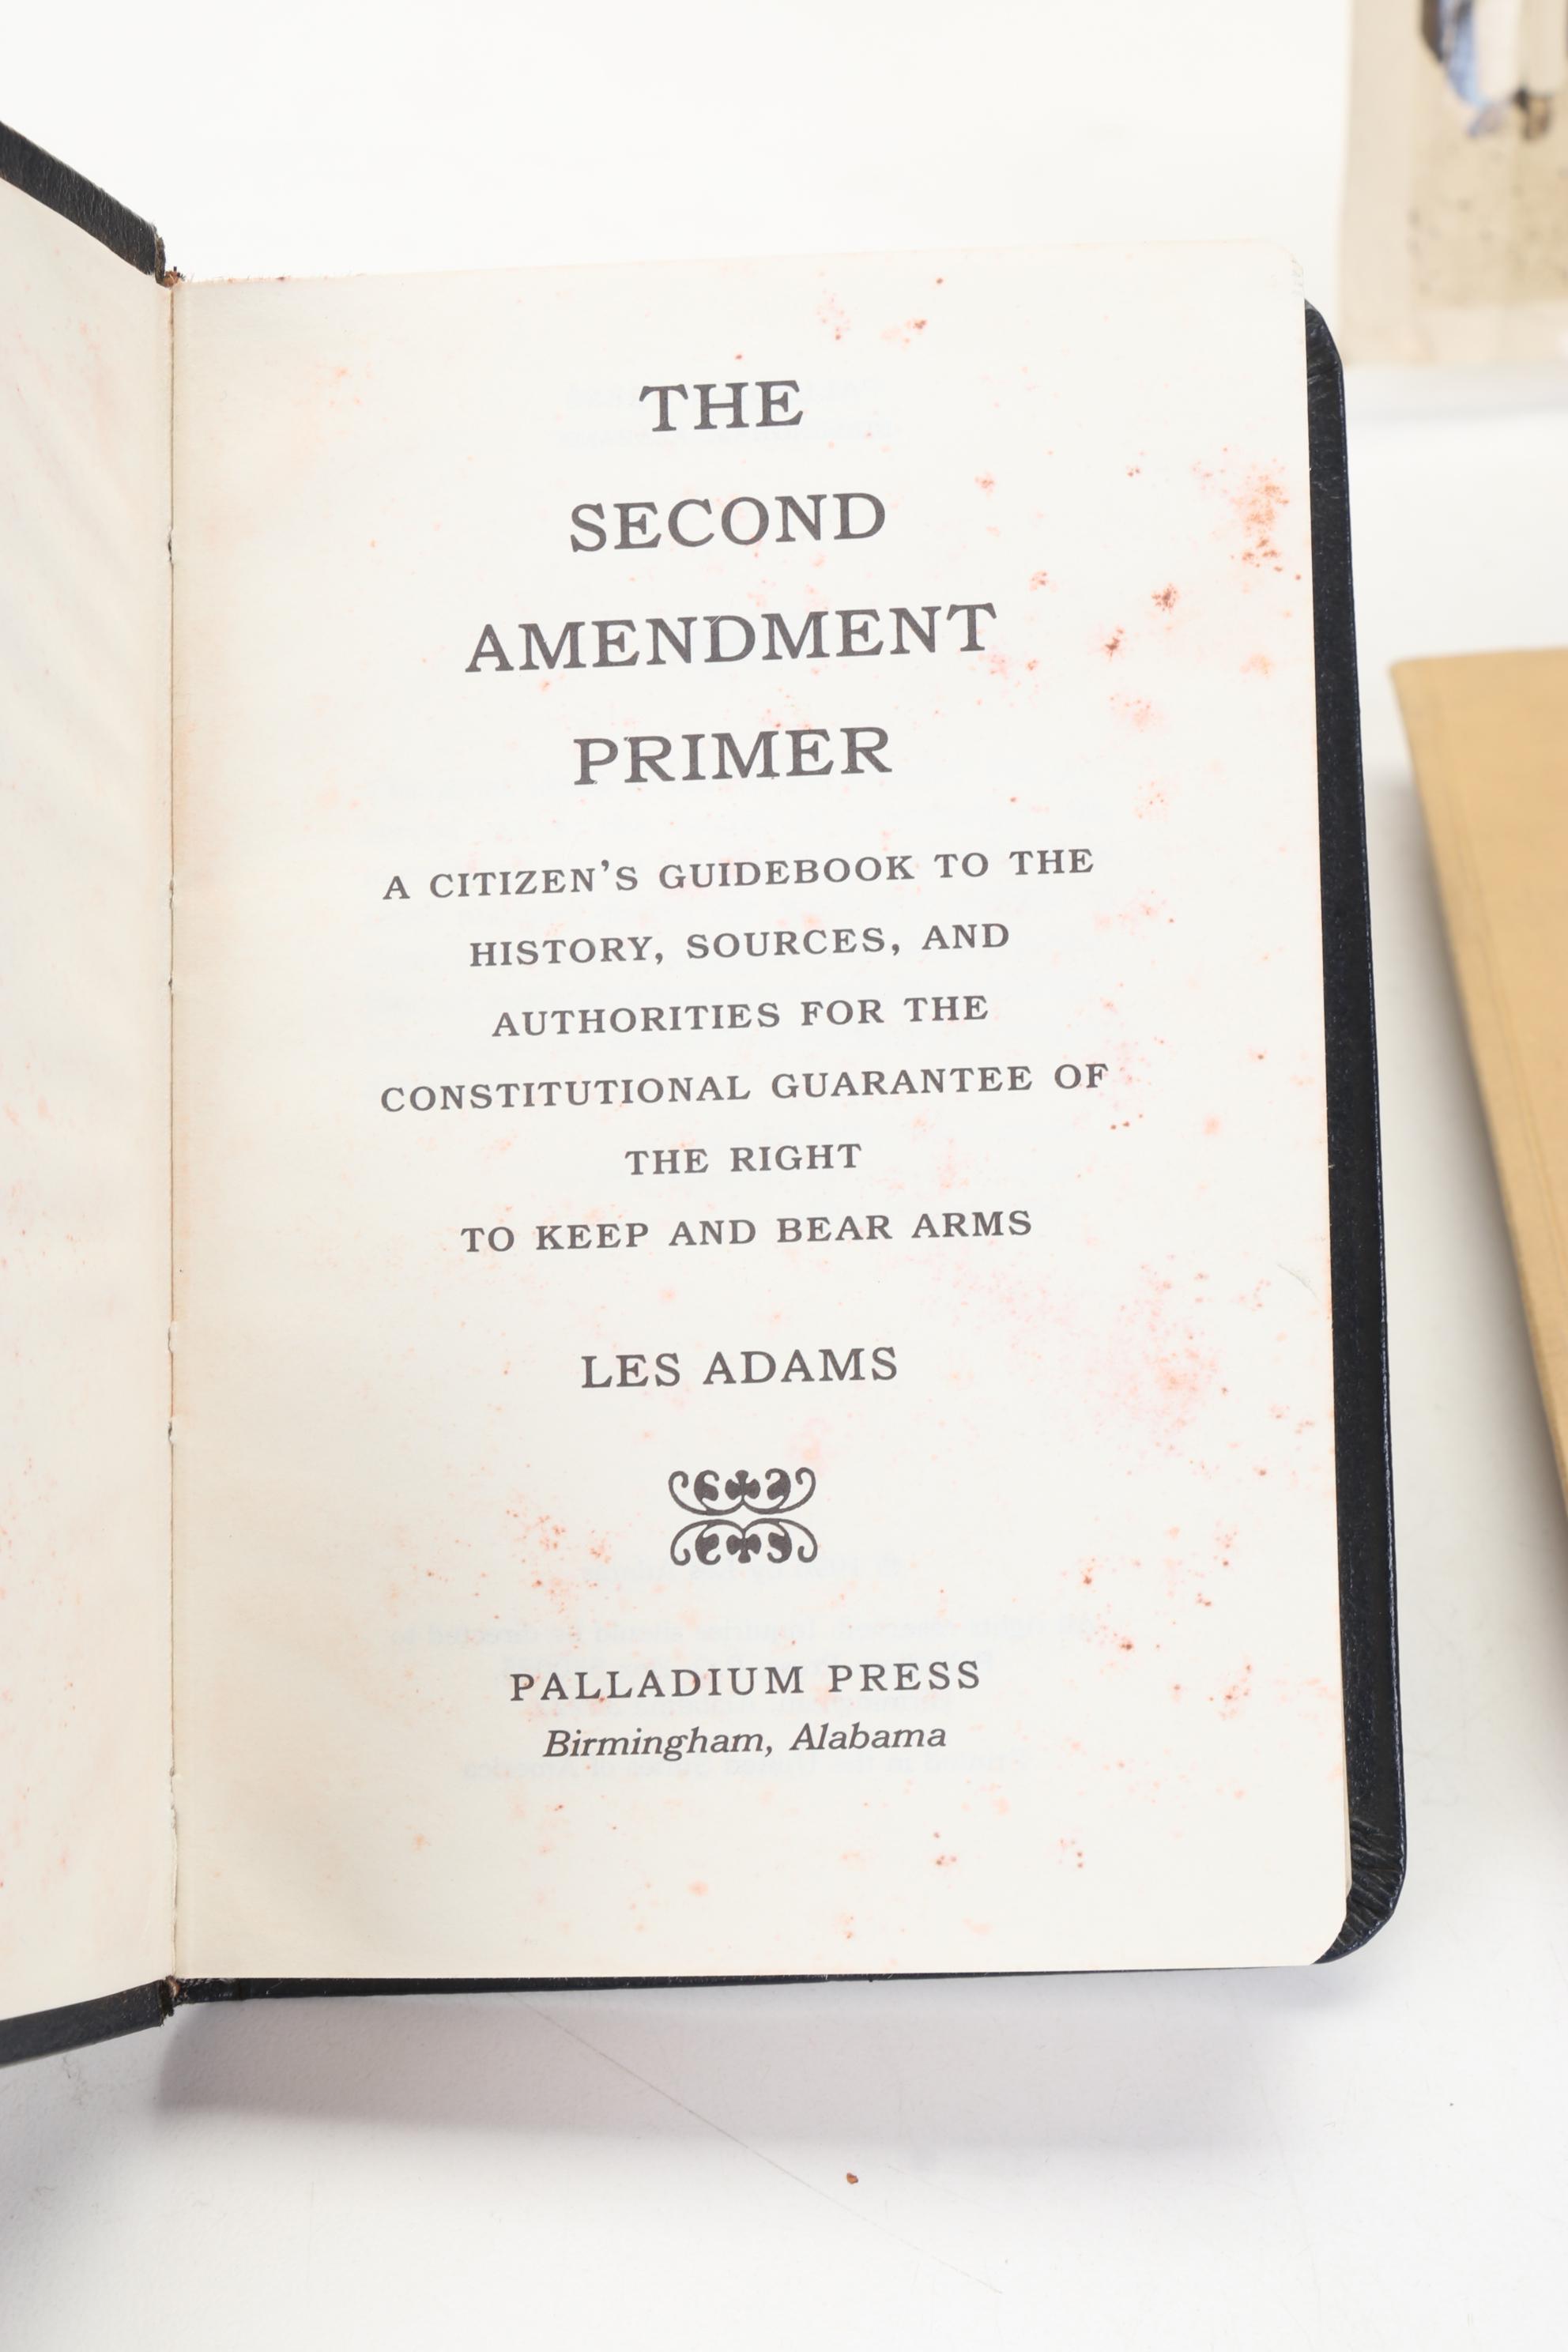 THE
SECOND
AMENDMENT
PRIMER
A CITIZEN'S GUIDEBOOK TO THE
HISTORY, SOURCES, AND
AUTHORITIES FOR THE
CONSTITUTIONAL GUARANTEE OF
THE RIGHT
TO KEEP AND BEAR ARMS
LES ADAMS
PALLADIUM PRESS
Birmingham, Alabama